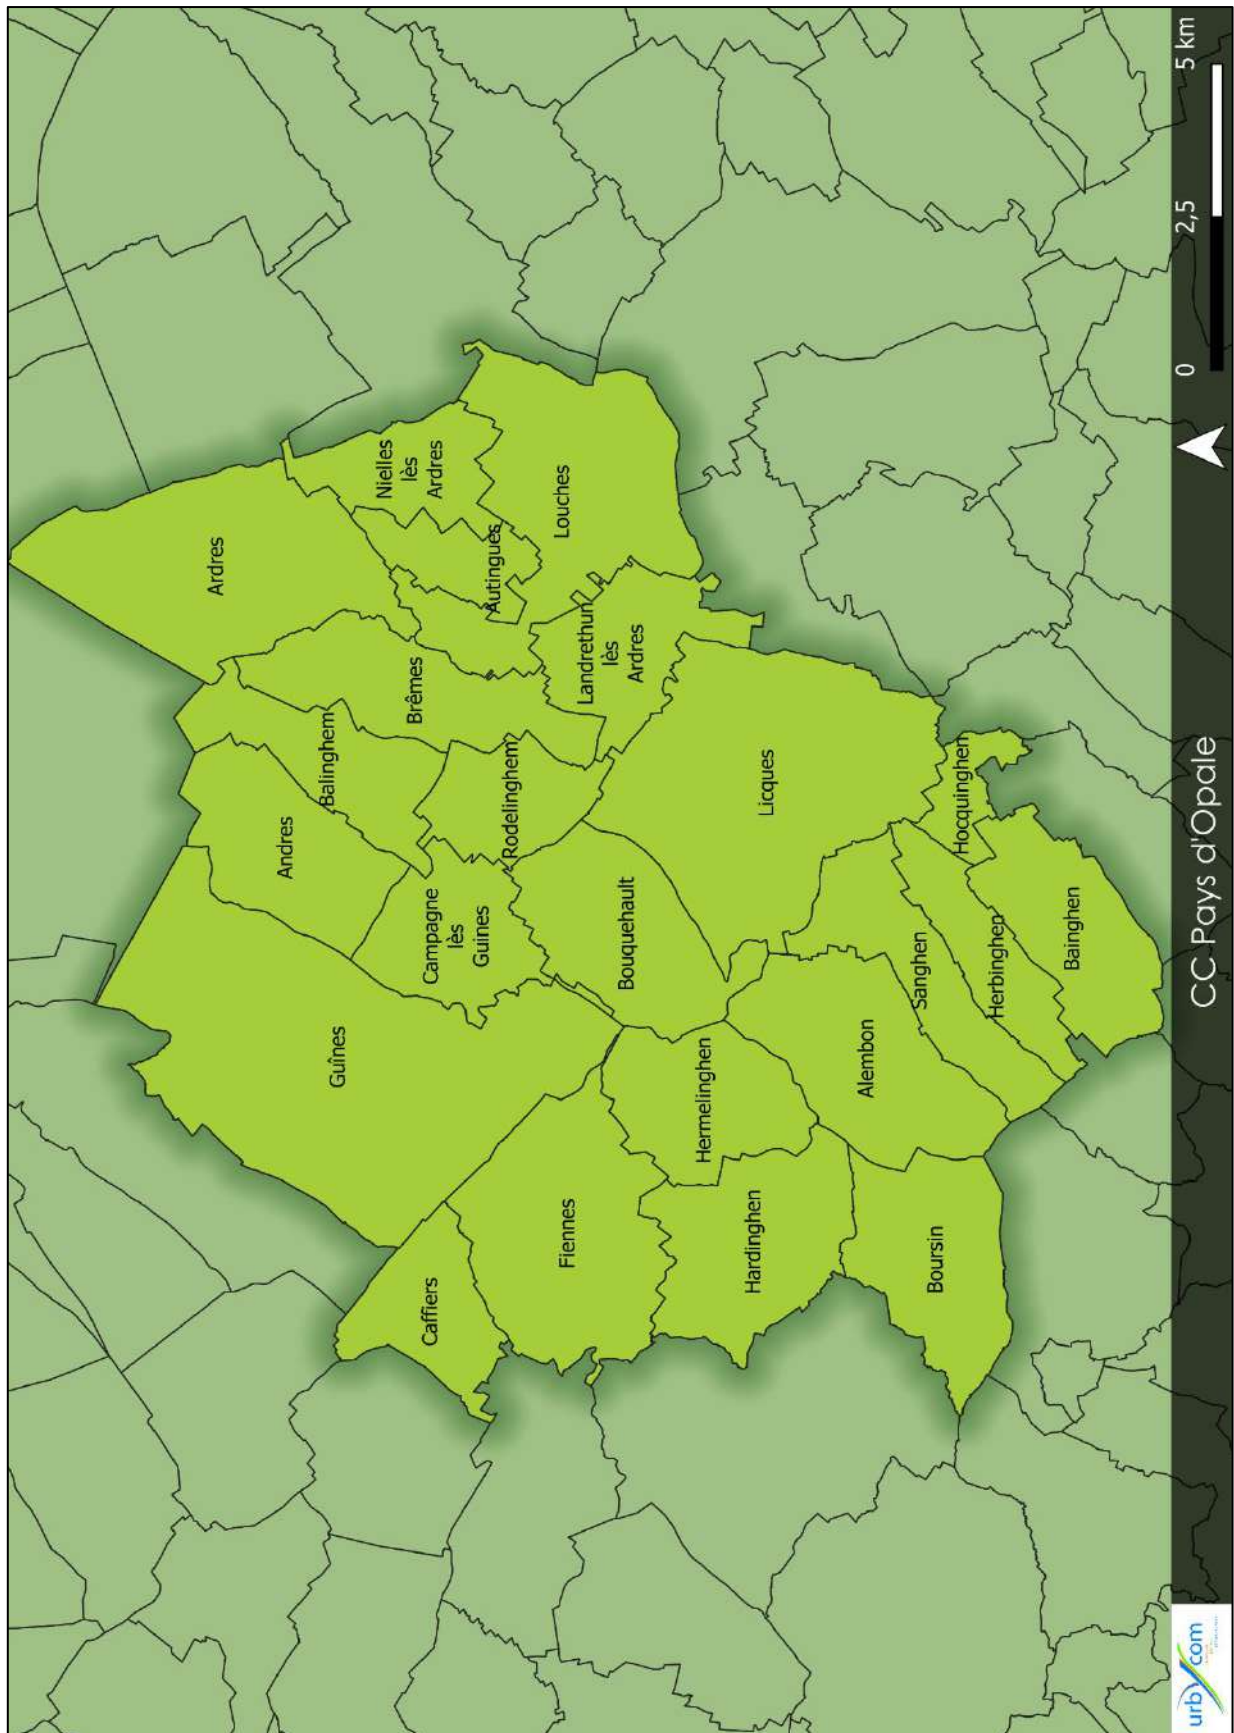 Ardres
Andres
Balinghem
Guînes
Nielles
lès
Ardres
Brêmes
Caffiers
Campagne
lès
Guines
Autingues
Rodelinghem
Louches
Fiennes
Landrethun
lès
Ardres
Bouquehault
Hermelinghen
Hardinghen
Licques
Alembon
Sanghen
Boursin
Hocquinghen
Herbinghen
Bainghen
urbycom
CC Pays d'Opale
0 2,5 5 km